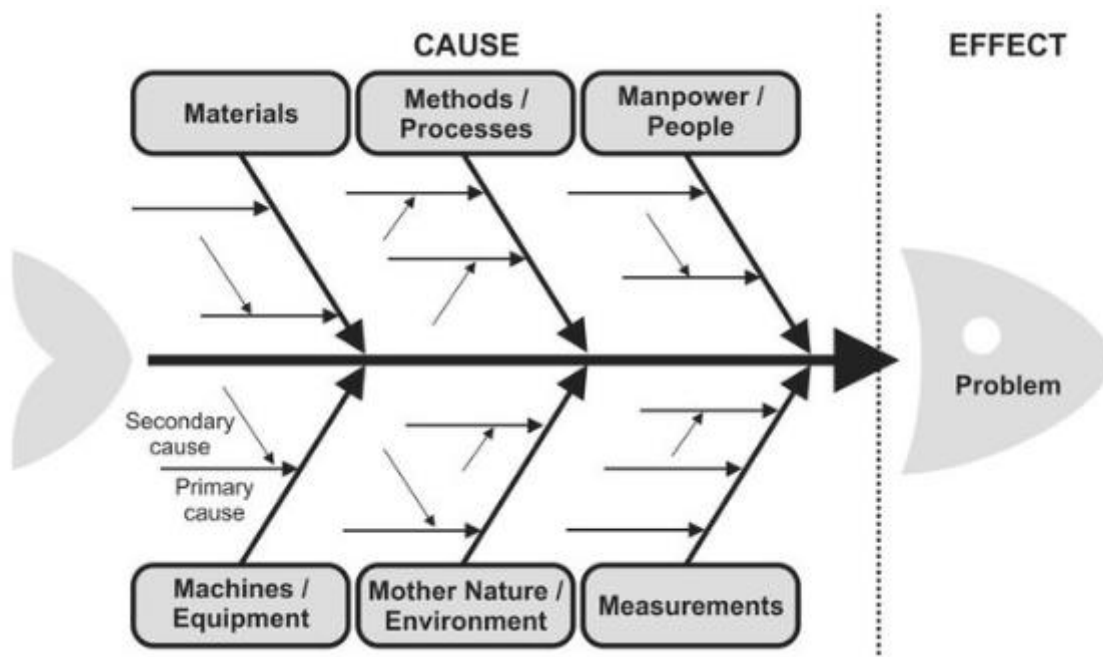 CAUSE
EFFECT
Materials
Methods /
Processes
Manpower /
People
Problem
Secondary
cause
Primary
cause
Machines /
Equipment
Mother Nature /
Environment
Measurements